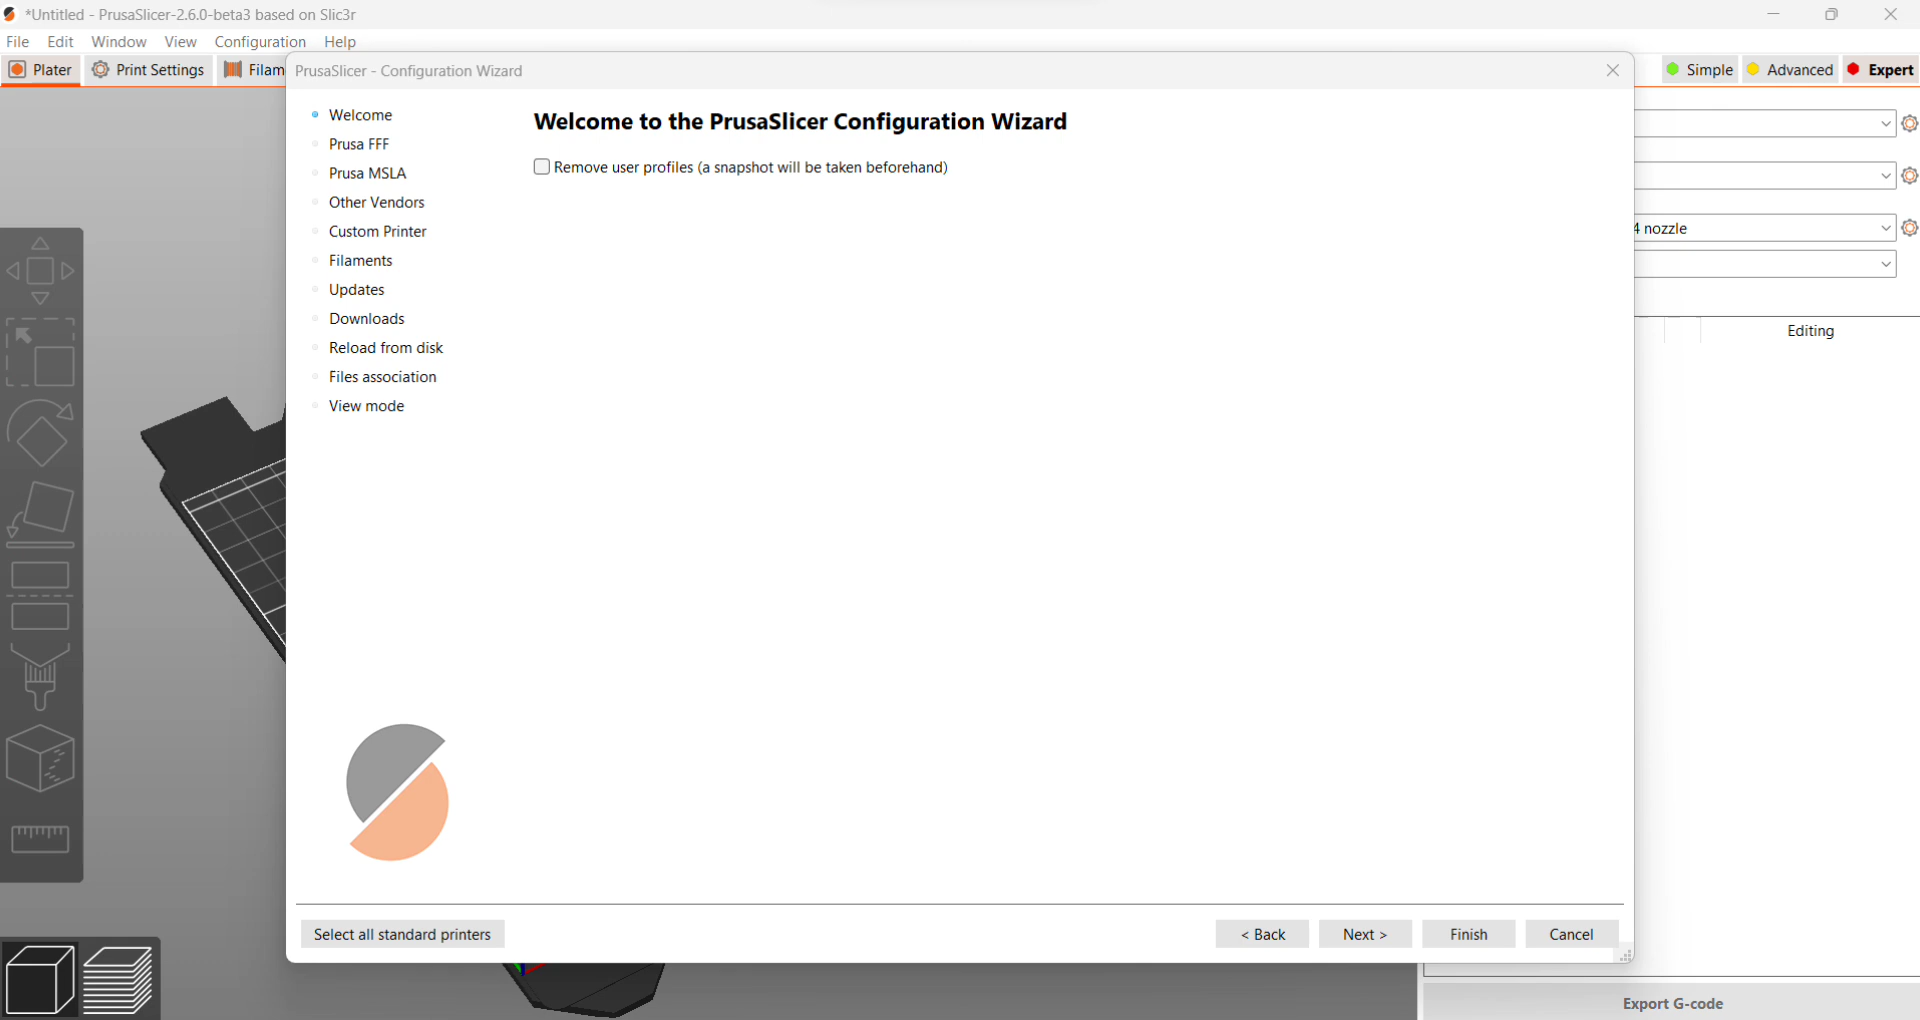 *Untitled - PrusaSlicer-2.6.0-beta3 based on Slic3r
File Edit Window View Configuration Help
Plater Print Settings Filam
Simple Advanced Expert
PrusaSlicer - Configuration Wizard
Welcome
Prusa FFF
Prusa MSLA
Other Vendors
Custom Printer
Filaments
Updates
Downloads
Reload from disk
Files association
View mode
Welcome to the PrusaSlicer Configuration Wizard
Remove user profiles (a snapshot will be taken beforehand)
4 nozzle
Editing
Select all standard printers
< Back Next > Finish Cancel
Export G-code